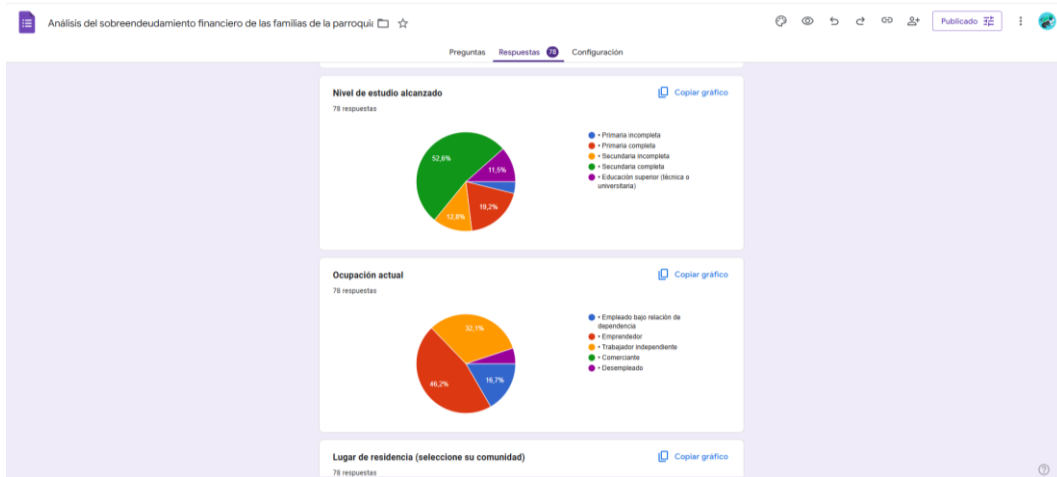 Análisis del sobreendeudamiento financiero de las familias de la parroquia
Publicado
Preguntas Respuestas 78 Configuración
Nivel de estudio alcanzado
Copiar gráfico
78 respuestas
52,6%
11,5%
19,2%
12,8%
• Primaria incompleta
• Primaria completa
• Secundaria incompleta
• Secundaria completa
• Educación superior (técnica o
universitaria)
Ocupación actual
Copiar gráfico
78 respuestas
32,1%
46,2%
16,7%
• Empleado bajo relación de
dependencia
• Emprendedor
• Trabajador independiente
• Comerciante
• Desempleado
Lugar de residencia (seleccione su comunidad)
Copiar gráfico
78 respuestas